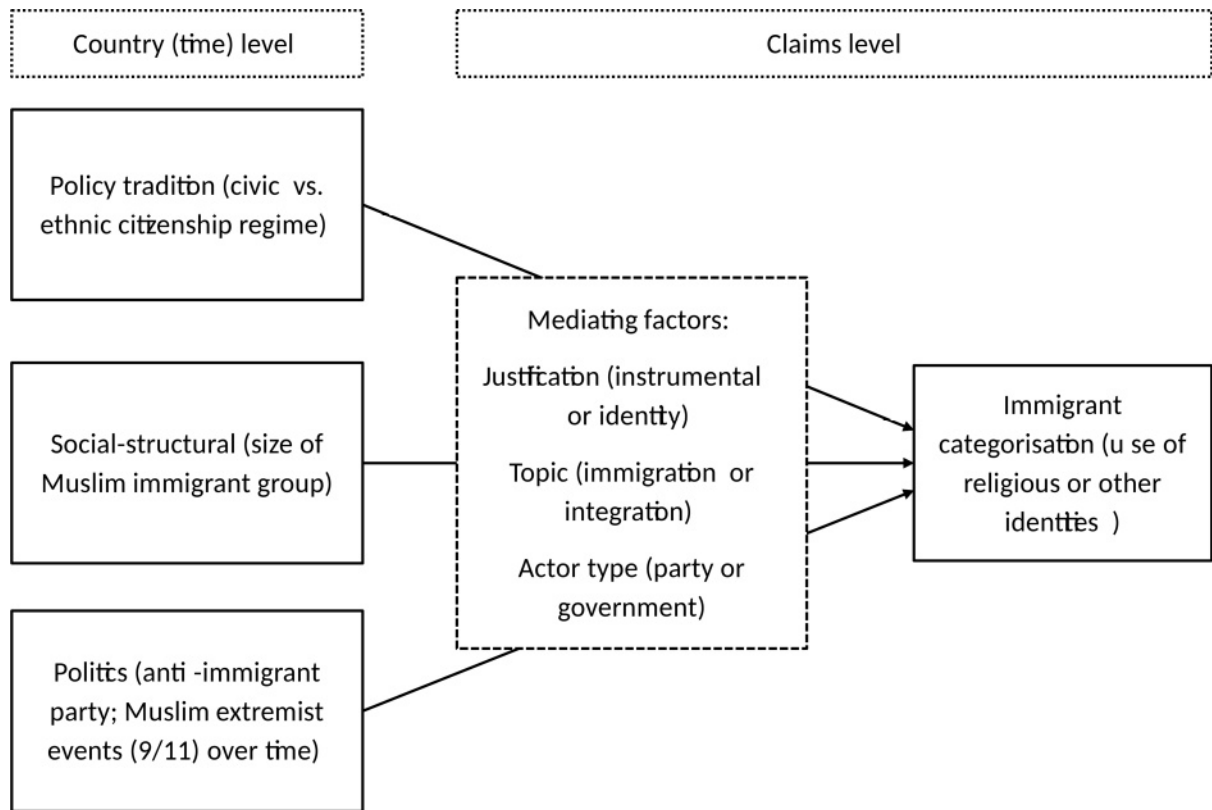 Country (time) level
Claims level
Policy tradition (civic vs.
ethnic citizenship regime)
Social-structural (size of
Muslim immigrant group)
Politics (anti -immigrant
party; Muslim extremist
events (9/11) over time)
Mediating factors:
Justification (instrumental
or identity)
Topic (immigration or
integration)
Actor type (party or
government)
Immigrant
categorisation (u se of
religious or other
identities )